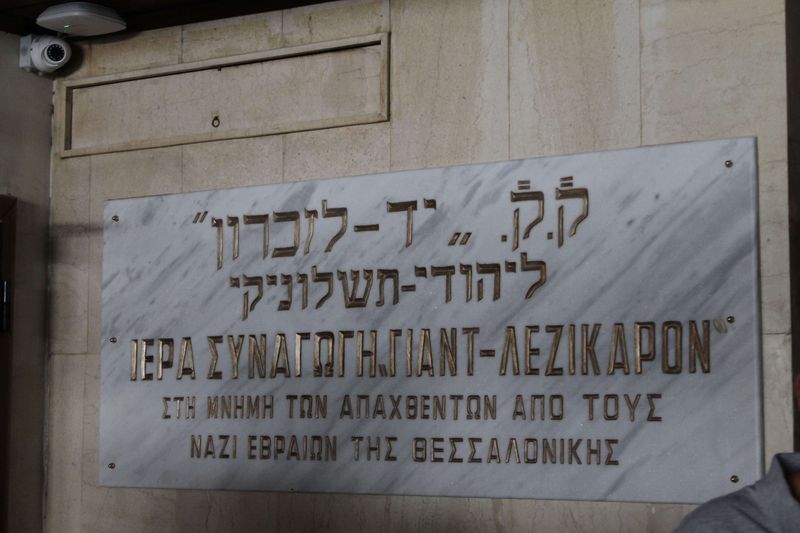 ק̄.ק̄. „יד-לזכרון"
ליהודי-תשלוניקי
ΙΕΡΑ ΣΥΝΑΓΩΓΗ „ΓΙΑΝΤ-ΛΕΖΙΚΑΡΟΝ"
ΣΤΗ ΜΝΗΜΗ ΤΩΝ ΑΠΑΧΘΕΝΤΩΝ ΑΠΟ ΤΟΥΣ
ΝΑΖΙ ΕΒΡΑΙΩΝ ΤΗΣ ΘΕΣΣΑΛΟΝΙΚΗΣ